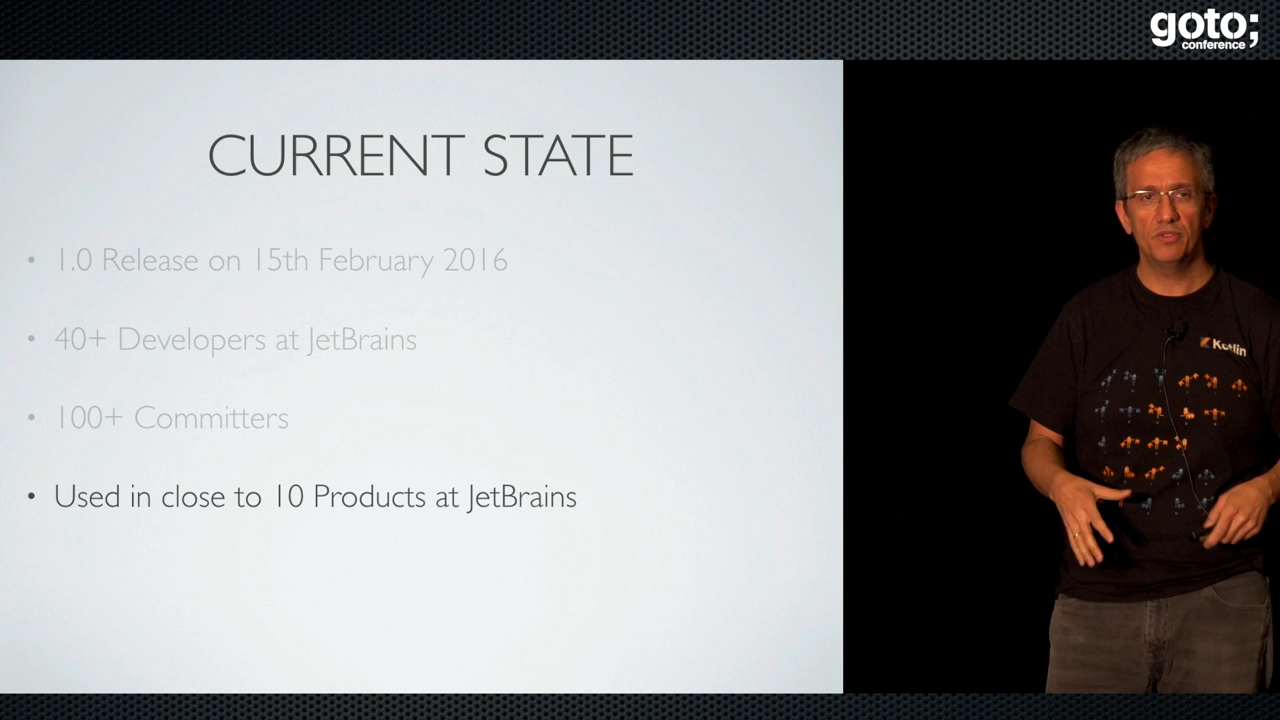 goto;
conference
CURRENT STATE
• 1.0 Release on 15th February 2016
• 40+ Developers at JetBrains
• 100+ Committers
• Used in close to 10 Products at JetBrains
Kotlin